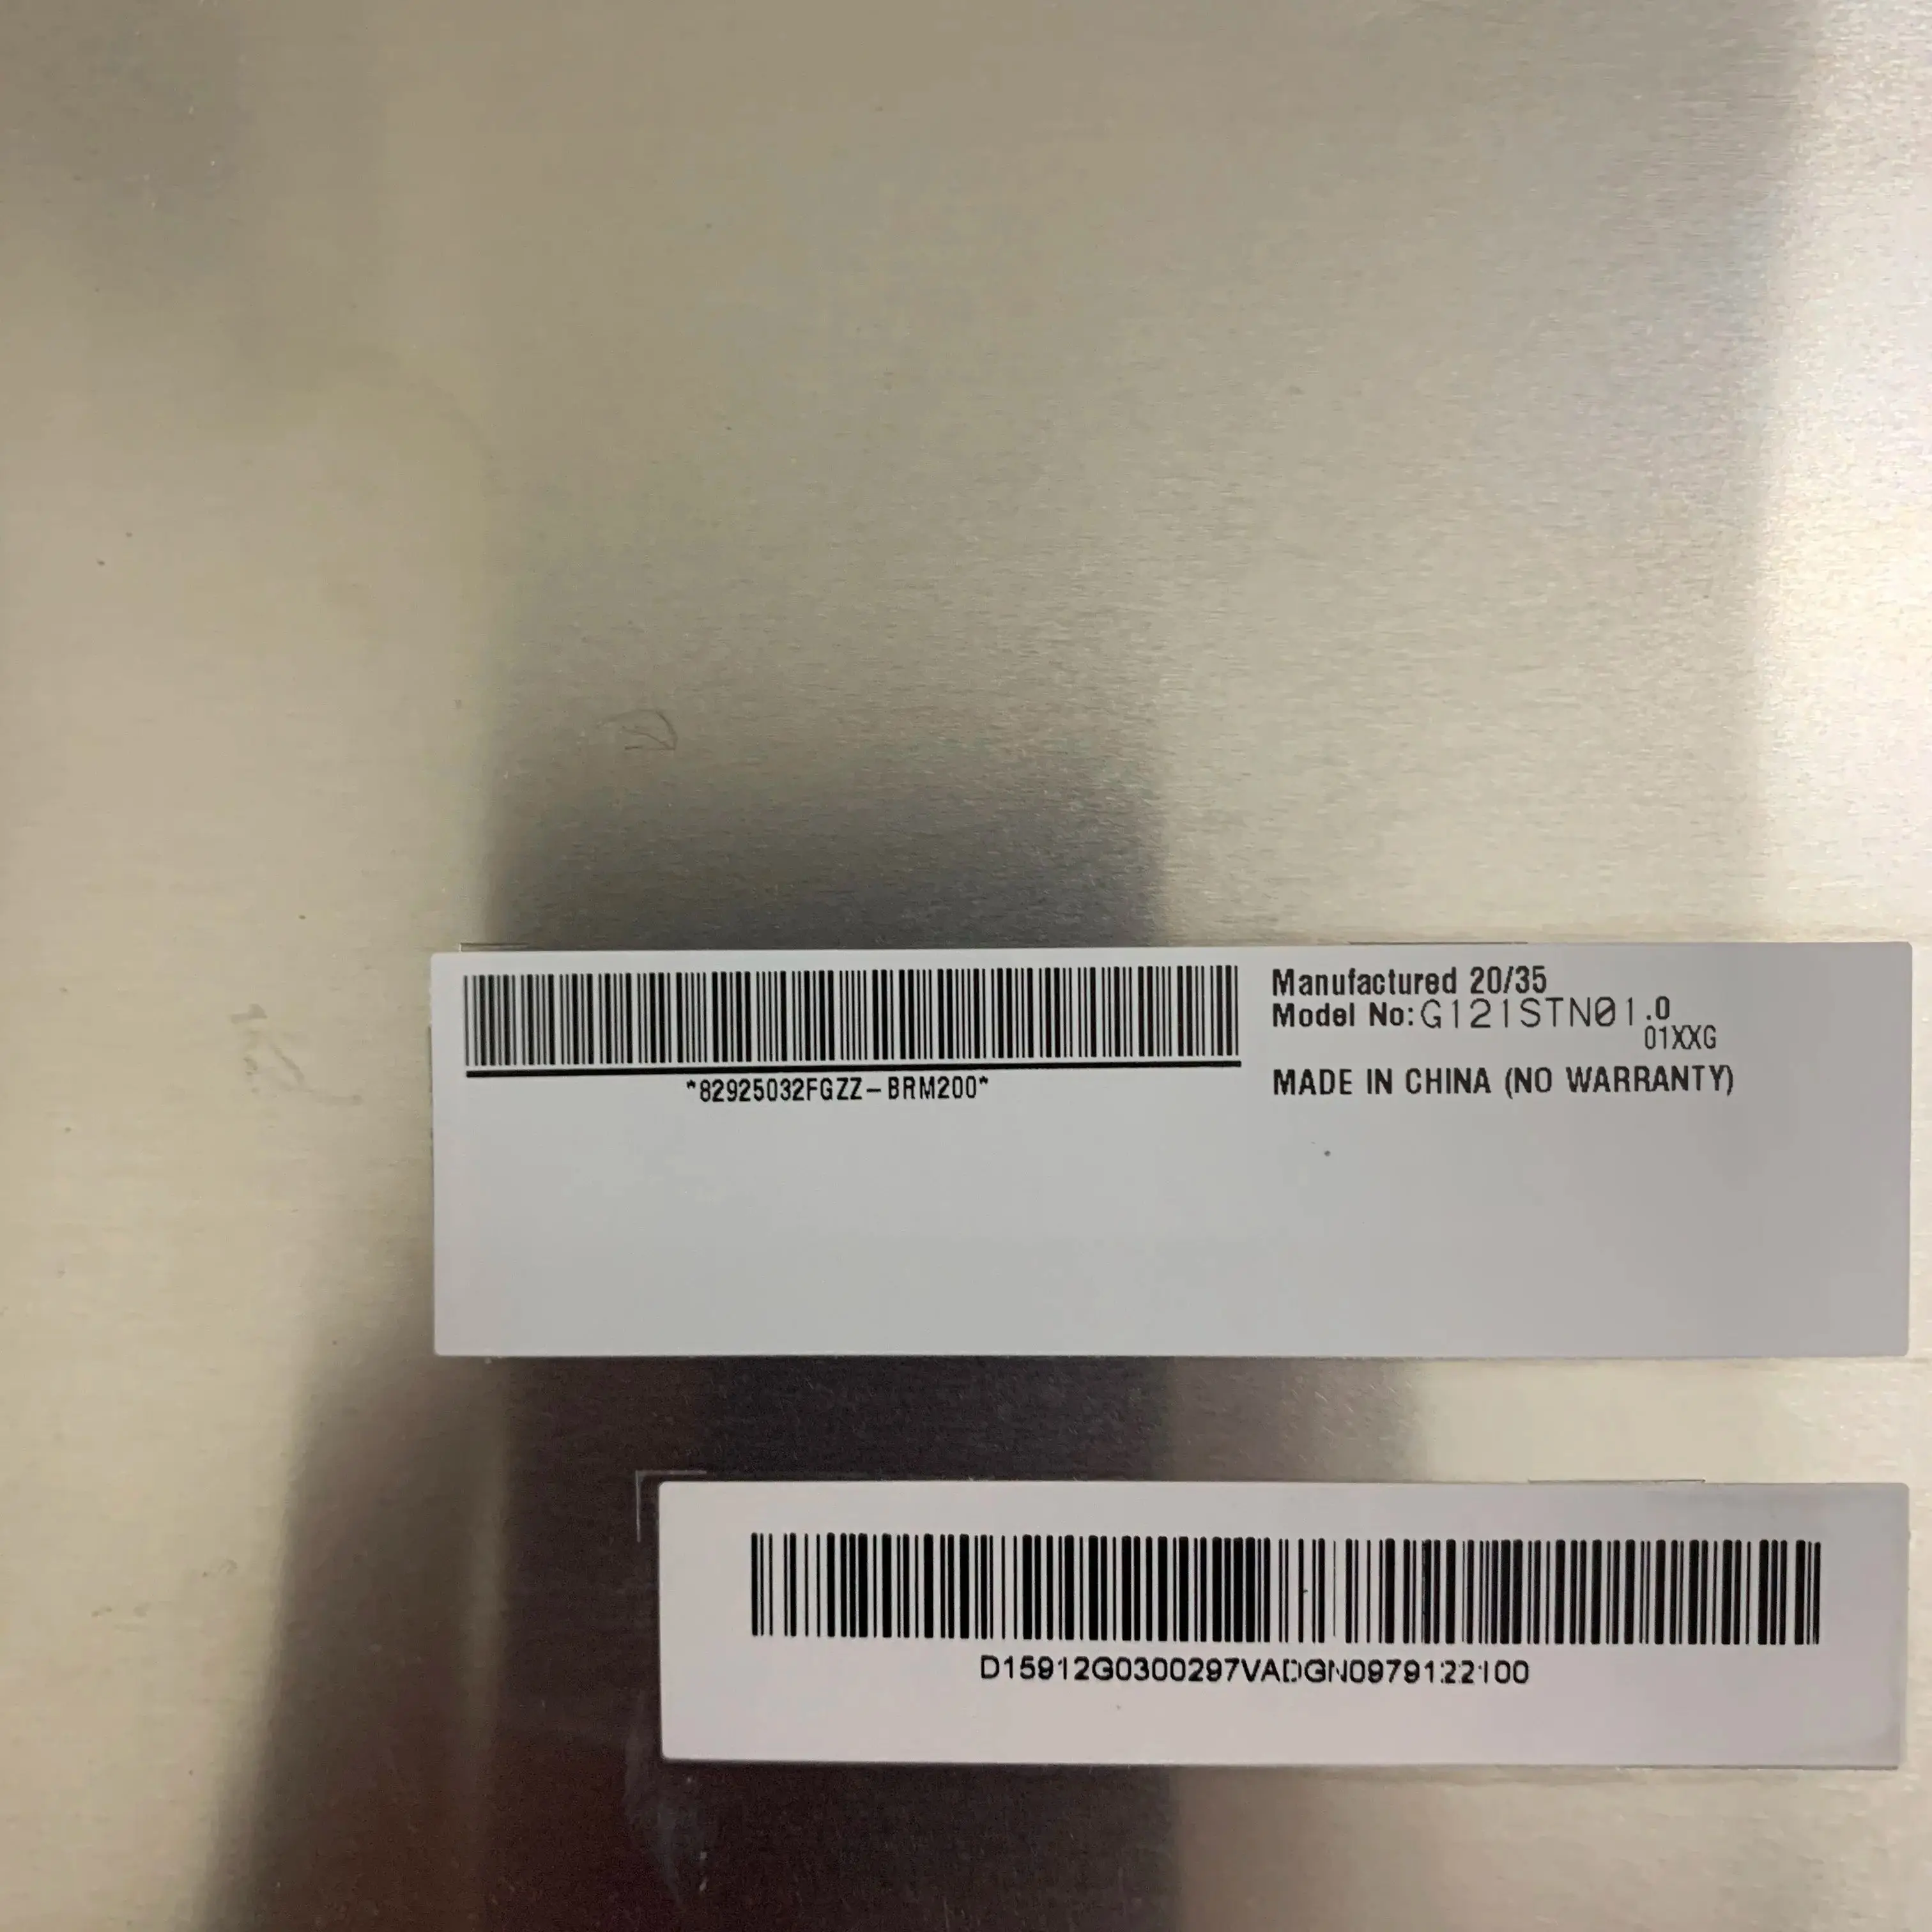 Manufactured 20/35
Model No:G121STN01.0
01XXG
*82925032FGZZ-BRM200*
MADE IN CHINA (NO WARRANTY)
D15912G0300297VADGN0979122100